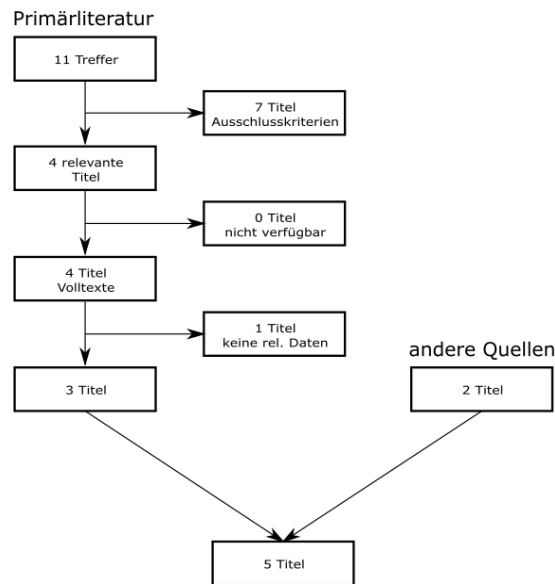 Primärliteratur
11 Treffer
7 Titel
Ausschlusskriterien
4 relevante
Titel
0 Titel
nicht verfügbar
4 Titel
Volltexte
1 Titel
keine rel. Daten
andere Quellen
3 Titel
2 Titel
5 Titel